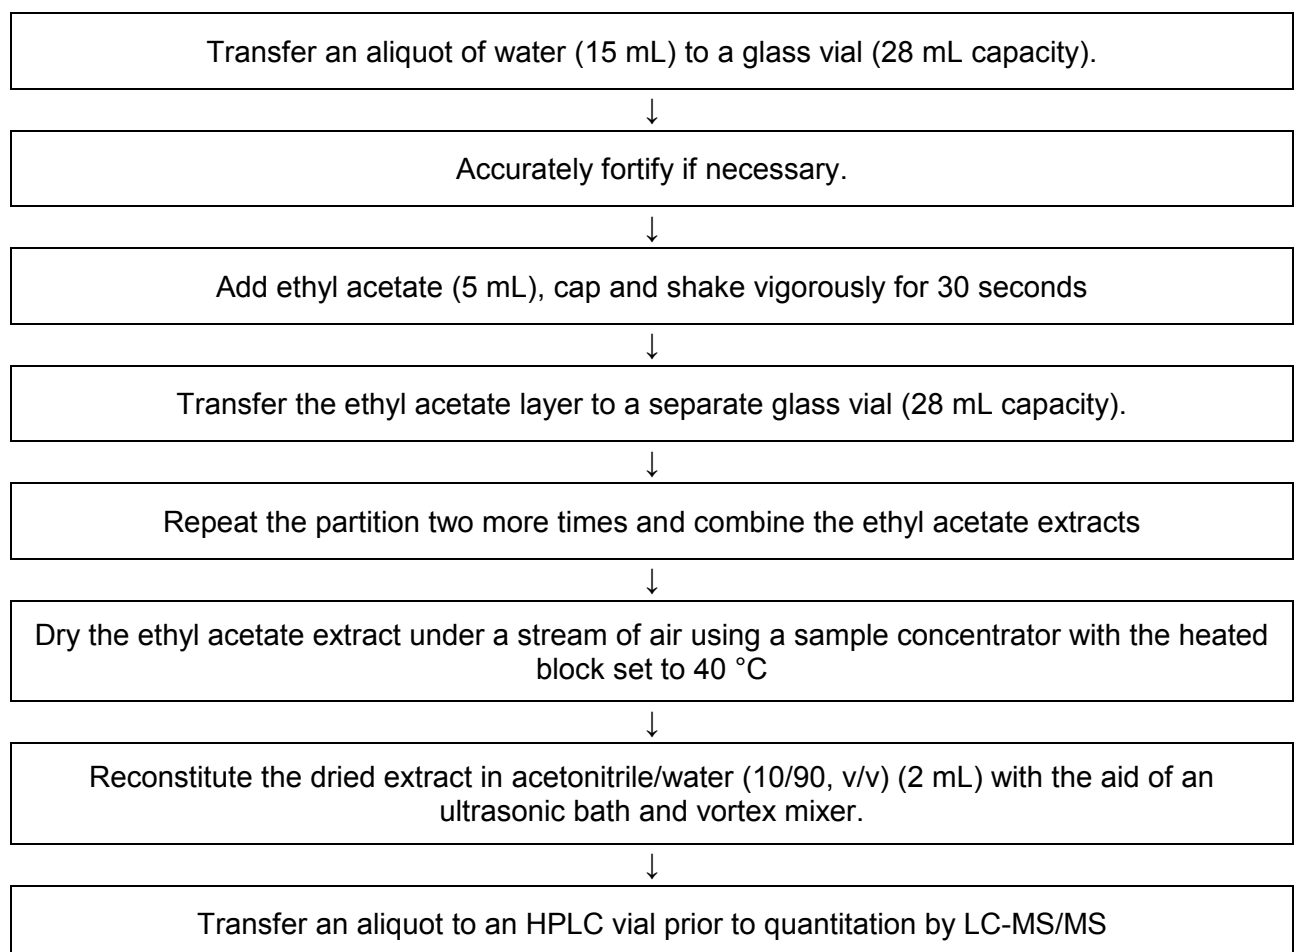 Transfer an aliquot of water (15 mL) to a glass vial (28 mL capacity).
↓
Accurately fortify if necessary.
↓
Add ethyl acetate (5 mL), cap and shake vigorously for 30 seconds
↓
Transfer the ethyl acetate layer to a separate glass vial (28 mL capacity).
↓
Repeat the partition two more times and combine the ethyl acetate extracts
↓
Dry the ethyl acetate extract under a stream of air using a sample concentrator with the heated
block set to 40 °C
↓
Reconstitute the dried extract in acetonitrile/water (10/90, v/v) (2 mL) with the aid of an
ultrasonic bath and vortex mixer.
↓
Transfer an aliquot to an HPLC vial prior to quantitation by LC-MS/MS